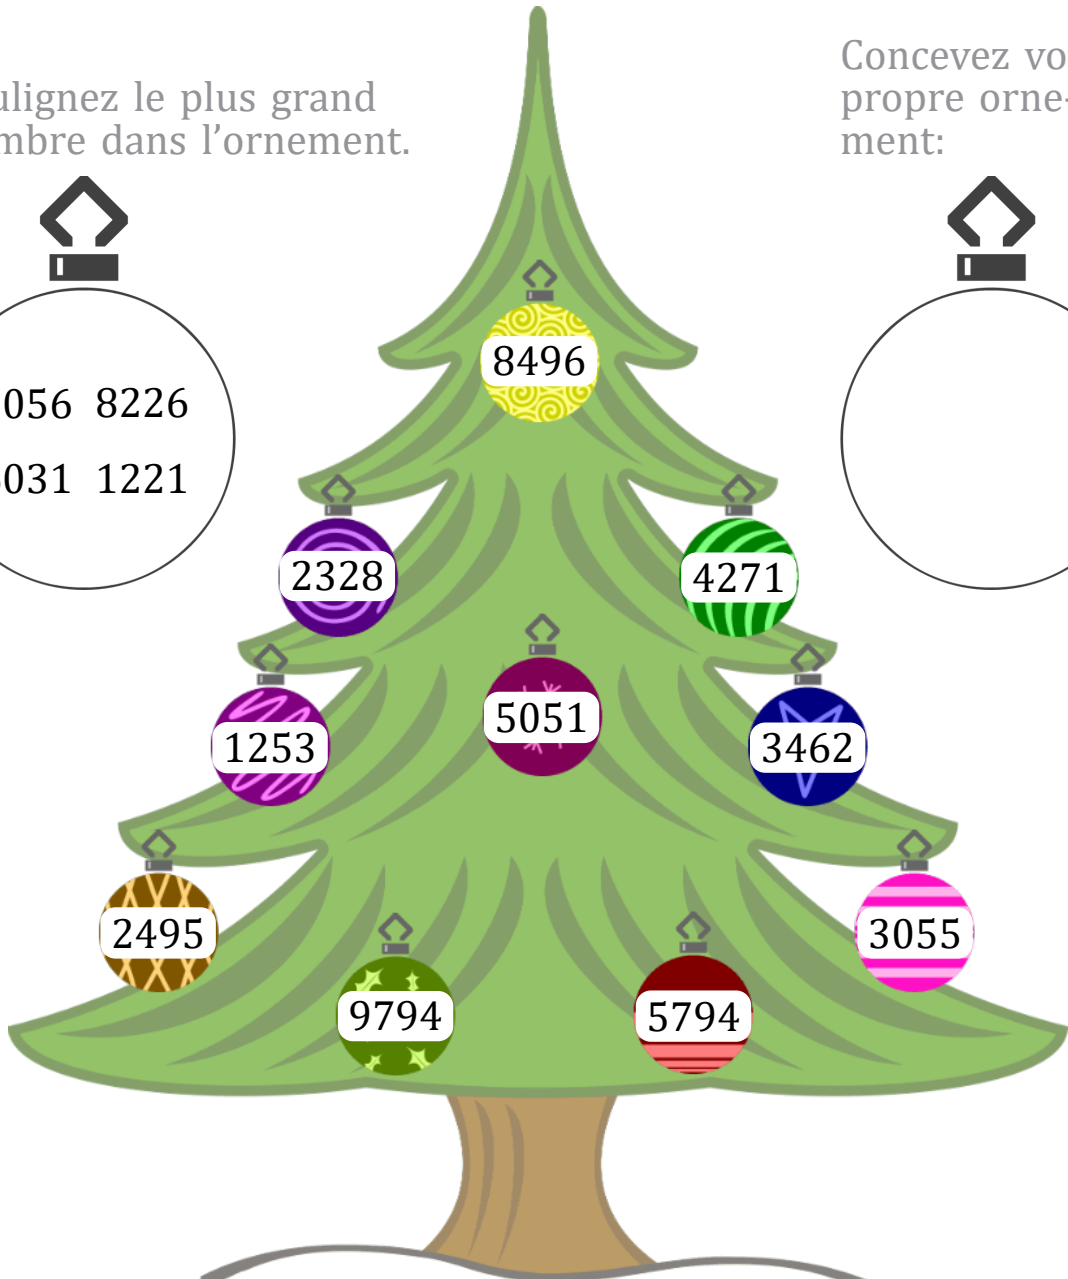 ulignez le plus grand
mbre dans l’ornement.
Concevez vo
propre orne-
ment:
056 8226
031 1221
8496
2328
4271
5051
1253
3462
2495
3055
9794
5794